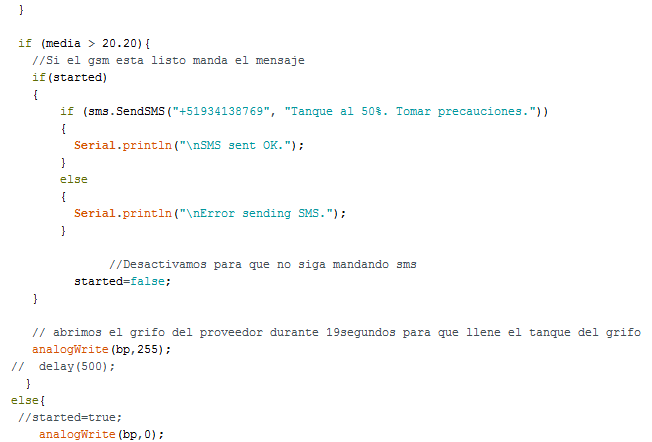 }
if (media > 20.20){
//Si el gsm esta listo manda el mensaje
if(started)
{
if (sms.SendSMS("+51934138769", "Tanque al 50%. Tomar precauciones."))
{
Serial.println("\nSMS sent OK.");
}
else
{
Serial.println("\nError sending SMS.");
}
//Desactivamos para que no siga mandando sms
started=false;
}
// abrimos el grifo del proveedor durante 19segundos para que llene el tanque del grifo
analogWrite(bp,255);
// delay(500);
}
else{
//started=true;
analogWrite(bp,0);